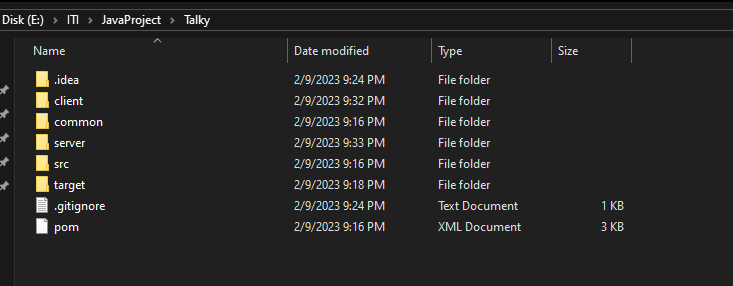 Disk (E:) > ITI > JavaProject > Talky
Name Date modified Type Size
.idea 2/9/2023 9:24 PM File folder
client 2/9/2023 9:32 PM File folder
common 2/9/2023 9:16 PM File folder
server 2/9/2023 9:33 PM File folder
src 2/9/2023 9:16 PM File folder
target 2/9/2023 9:18 PM File folder
.gitignore 2/9/2023 9:24 PM Text Document 1 KB
pom 2/9/2023 9:16 PM XML Document 3 KB